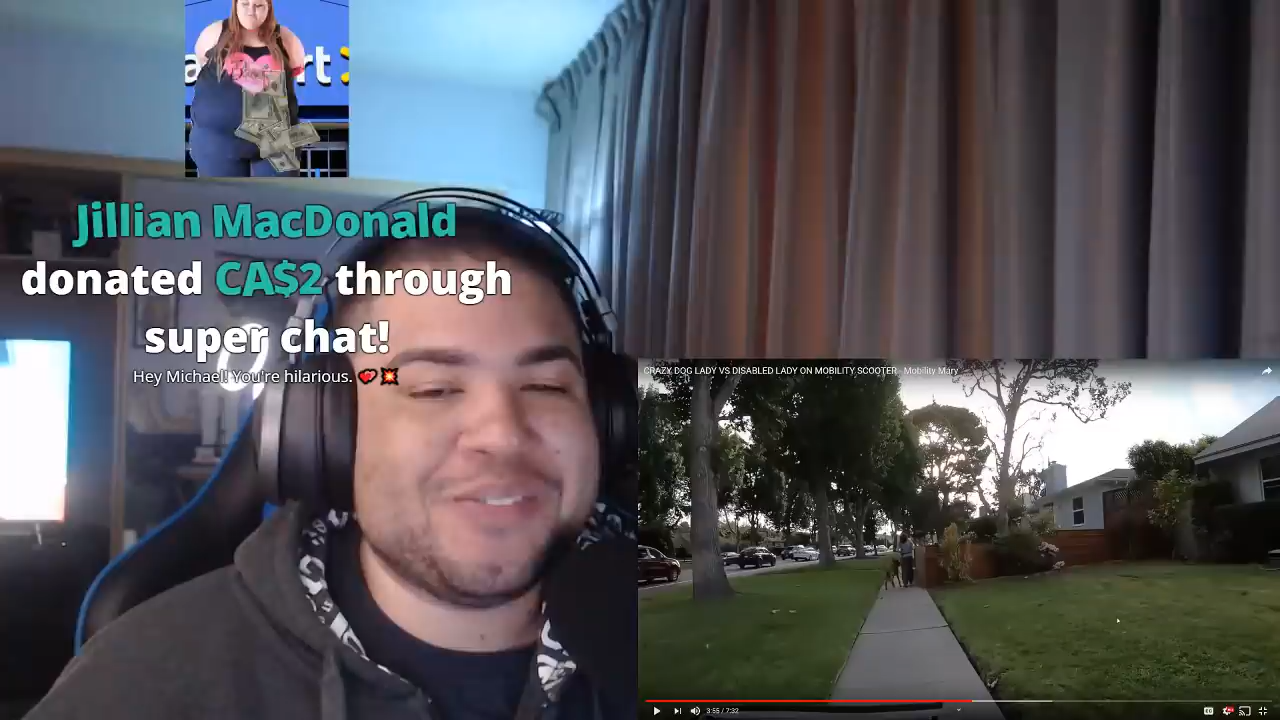 rt
Jillian MacDonald
donated CA$2 through
super chat!
Hey Michael! You're hilarious. 💕💥
CRAZY DOG LADY VS DISABLED LADY ON MOBILITY SCOOTER - Mobility Mary
3:55 / 7:32